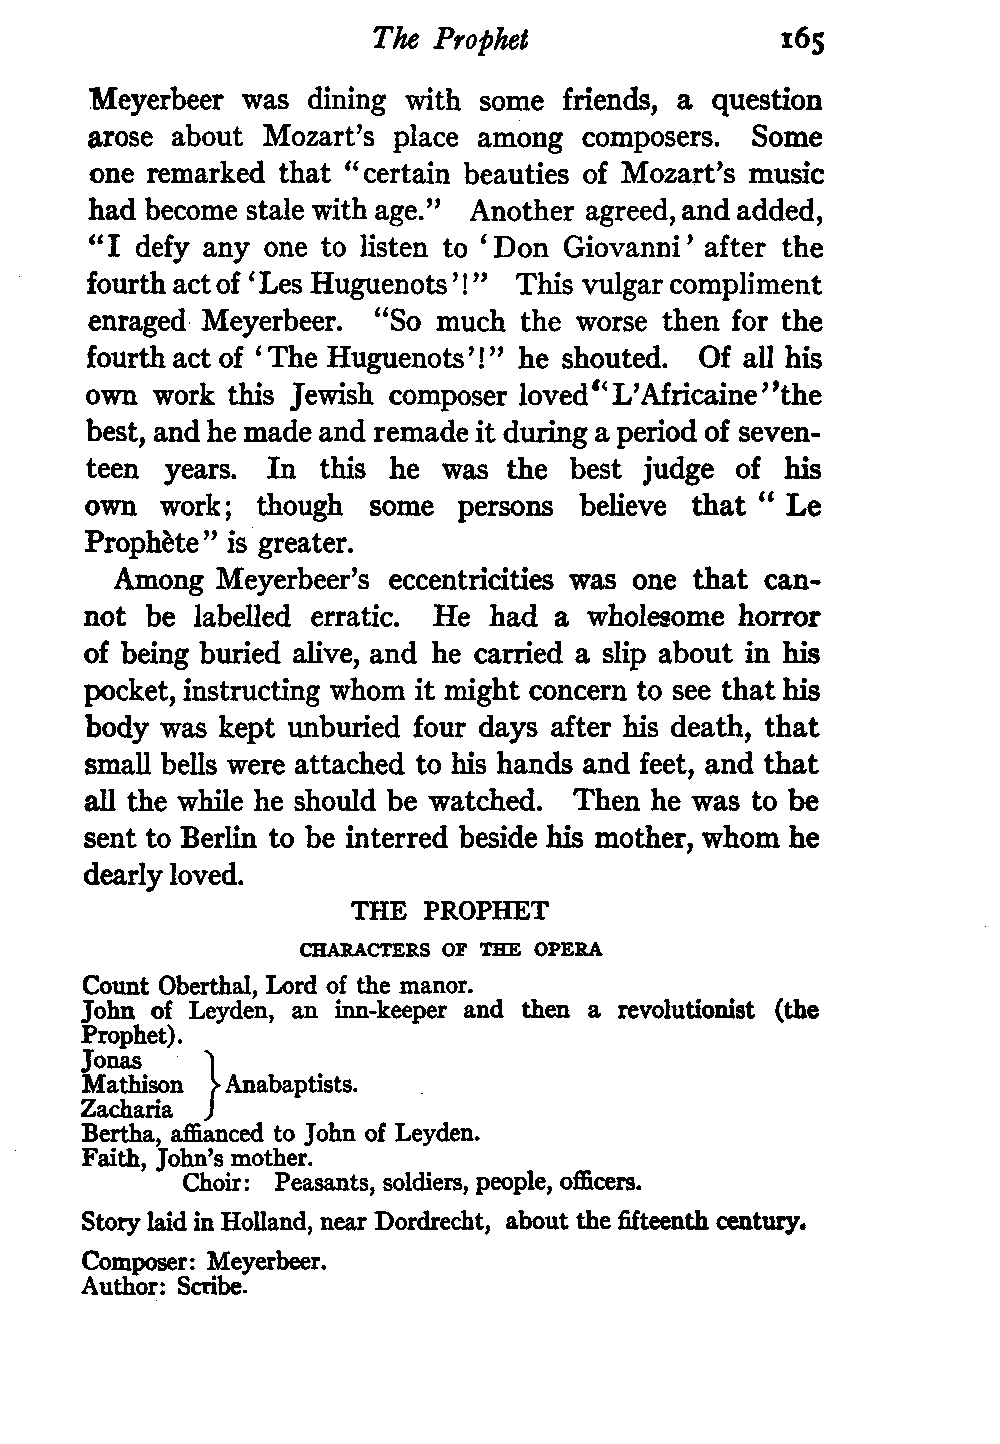 The Prophet 165
Meyerbeer was dining with some friends, a question
arose about Mozart's place among composers. Some
one remarked that "certain beauties of Mozart's music
had become stale with age." Another agreed, and added,
"I defy any one to listen to 'Don Giovanni' after the
fourth act of 'Les Huguenots'!" This vulgar compliment
enraged Meyerbeer. "So much the worse then for the
fourth act of 'The Huguenots'!" he shouted. Of all his
own work this Jewish composer loved "L'Africaine" the
best, and he made and remade it during a period of seven-
teen years. In this he was the best judge of his
own work; though some persons believe that "Le
Prophète" is greater.
Among Meyerbeer's eccentricities was one that can-
not be labelled erratic. He had a wholesome horror
of being buried alive, and he carried a slip about in his
pocket, instructing whom it might concern to see that his
body was kept unburied four days after his death, that
small bells were attached to his hands and feet, and that
all the while he should be watched. Then he was to be
sent to Berlin to be interred beside his mother, whom he
dearly loved.
THE PROPHET
CHARACTERS OF THE OPERA
Count Oberthal, Lord of the manor.
John of Leyden, an inn-keeper and then a revolutionist (the
Prophet).
Jonas
Mathison } Anabaptists.
Zacharia
Bertha, affianced to John of Leyden.
Faith, John's mother.
Choir: Peasants, soldiers, people, officers.
Story laid in Holland, near Dordrecht, about the fifteenth century.
Composer: Meyerbeer.
Author: Scribe.